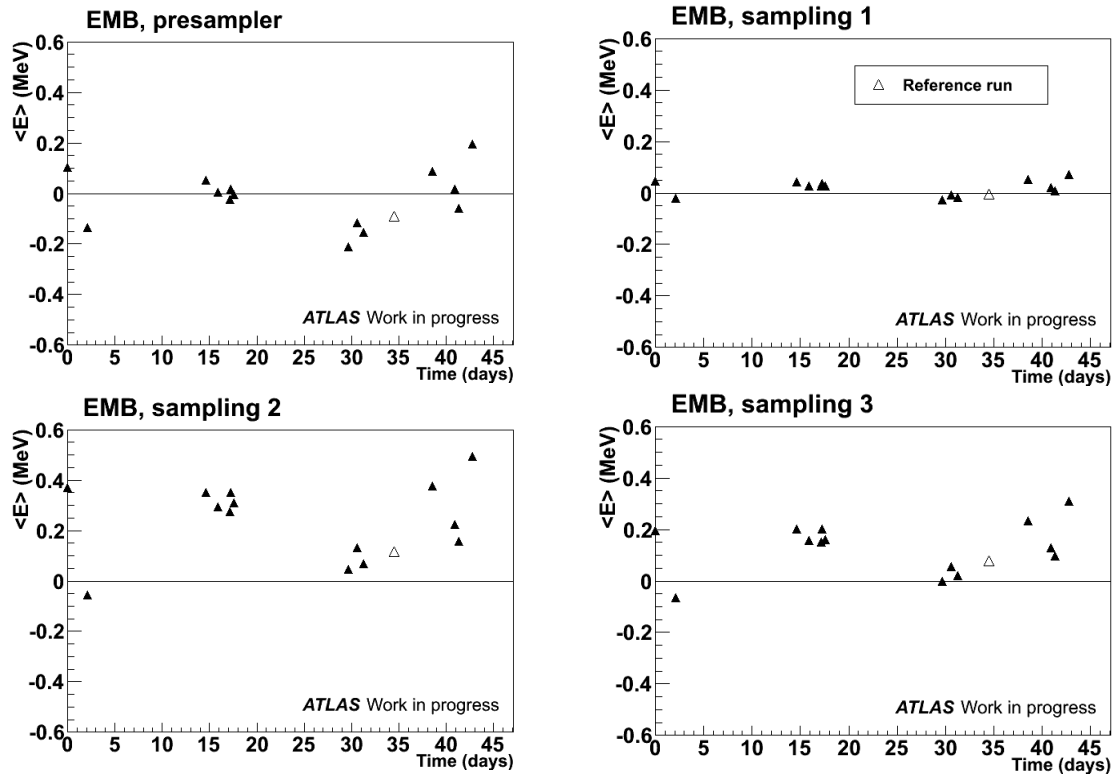 EMB, presampler
<E> (MeV)
0.6
0.4
0.2
0
-0.2
-0.4
-0.6
ATLAS Work in progress
0 5 10 15 20 25 30 35 40 45
Time (days)
EMB, sampling 1
<E> (MeV)
0.6
0.4
0.2
0
-0.2
-0.4
-0.6
Reference run
ATLAS Work in progress
0 5 10 15 20 25 30 35 40 45
Time (days)
EMB, sampling 2
<E> (MeV)
0.6
0.4
0.2
0
-0.2
-0.4
-0.6
ATLAS Work in progress
0 5 10 15 20 25 30 35 40 45
Time (days)
EMB, sampling 3
<E> (MeV)
0.6
0.4
0.2
0
-0.2
-0.4
-0.6
ATLAS Work in progress
0 5 10 15 20 25 30 35 40 45
Time (days)